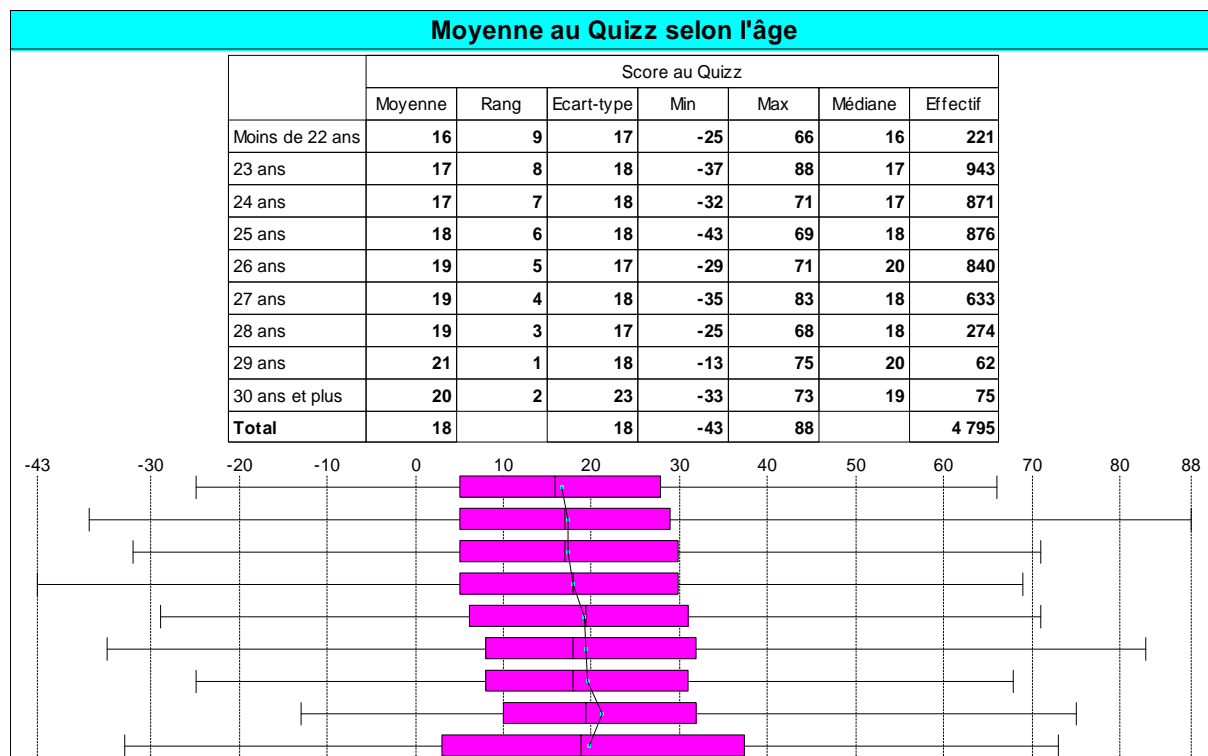 Moyenne au Quizz selon l'âge
Score au Quizz
Moyenne Rang Ecart-type Min Max Médiane Effectif
Moins de 22 ans 16 9 17 -25 66 16 221
23 ans 17 8 18 -37 88 17 943
24 ans 17 7 18 -32 71 17 871
25 ans 18 6 18 -43 69 18 876
26 ans 19 5 17 -29 71 20 840
27 ans 19 4 18 -35 83 18 633
28 ans 19 3 17 -25 68 18 274
29 ans 21 1 18 -13 75 20 62
30 ans et plus 20 2 23 -33 73 19 75
Total 18 18 -43 88 4 795
-43 -30 -20 -10 0 10 20 30 40 50 60 70 80 88